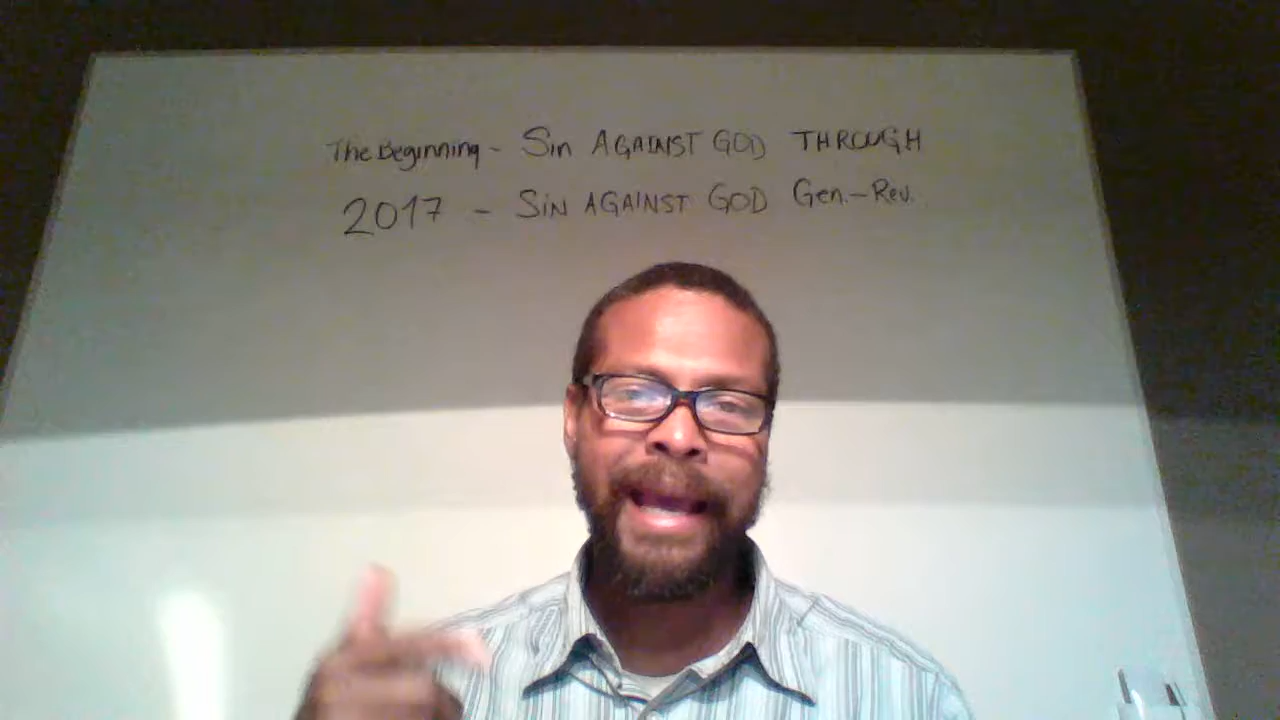 The Beginning - Sin AGAINST GOD THROUGH
2017 - SIN AGAINST GOD Gen.-Rev.